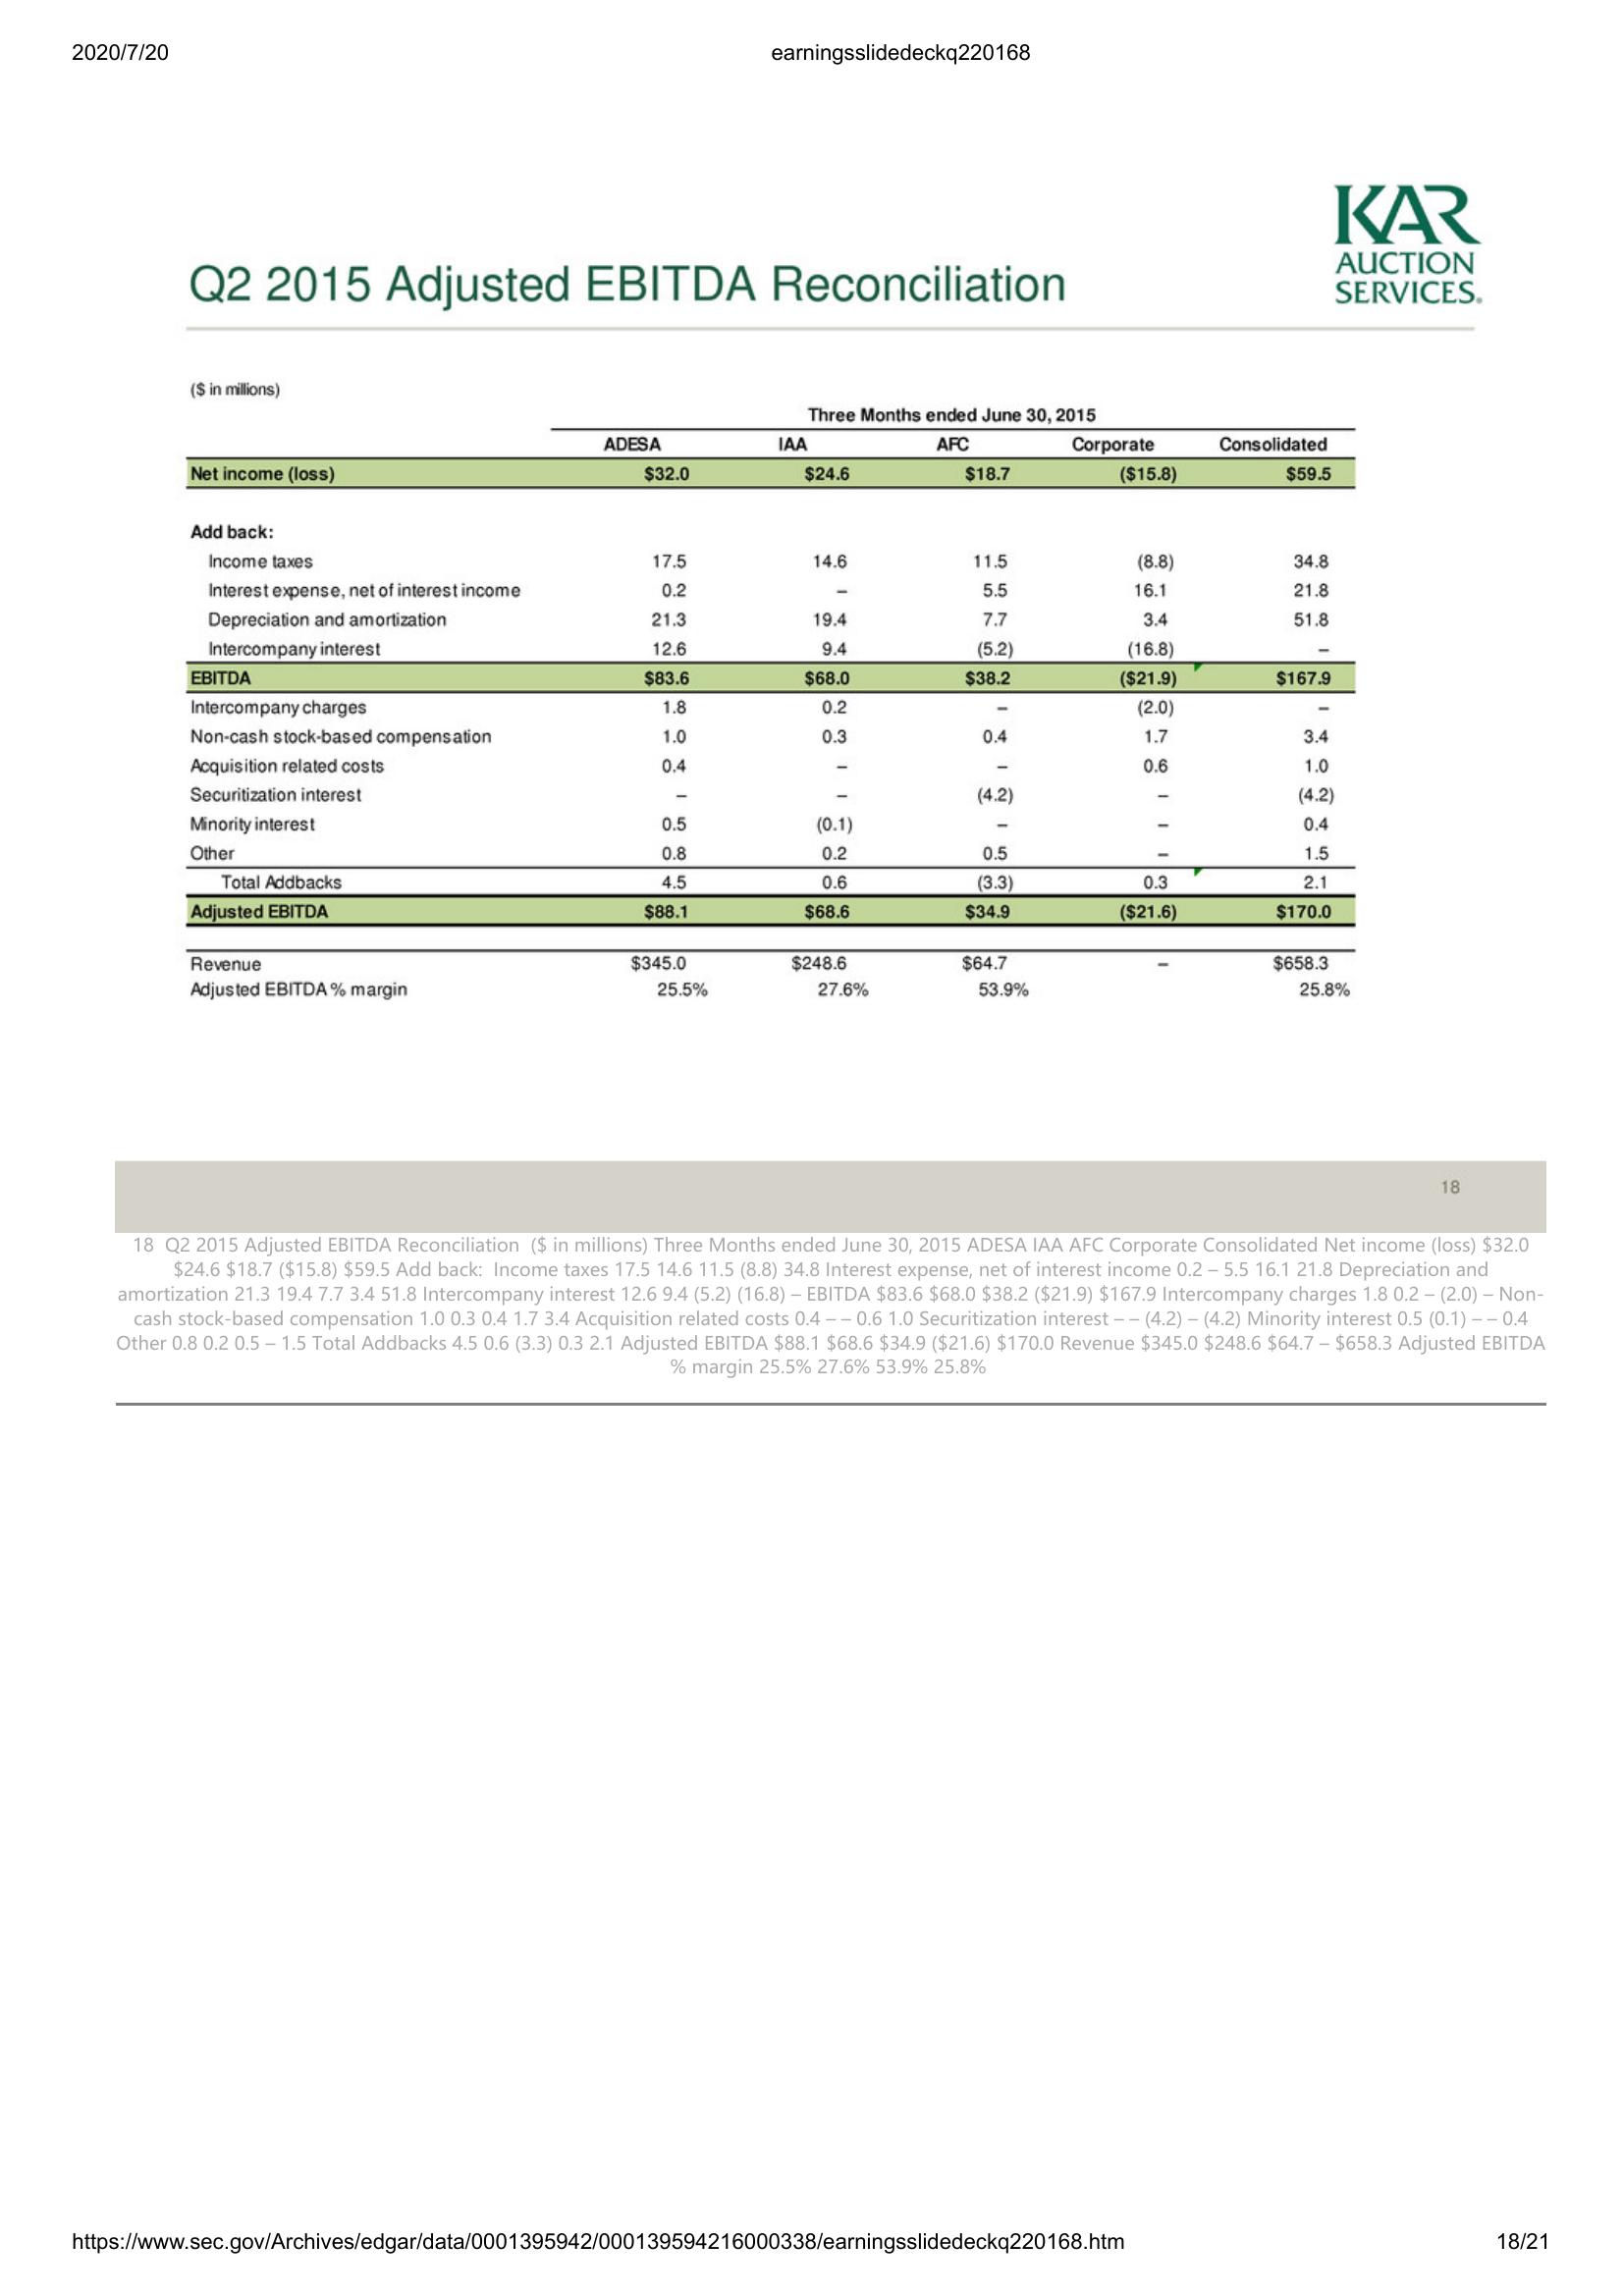 2020/7/20 earningsslidedeckq220168
KAR
AUCTION
SERVICES.
Q2 2015 Adjusted EBITDA Reconciliation
($ in millions)
Three Months ended June 30, 2015
ADESA IAA AFC Corporate Consolidated
Net income (loss) $32.0 $24.6 $18.7 ($15.8) $59.5
Add back:
Income taxes 17.5 14.6 11.5 (8.8) 34.8
Interest expense, net of interest income 0.2 – 5.5 16.1 21.8
Depreciation and amortization 21.3 19.4 7.7 3.4 51.8
Intercompany interest 12.6 9.4 (5.2) (16.8) –
EBITDA $83.6 $68.0 $38.2 ($21.9) $167.9
Intercompany charges 1.8 0.2 – (2.0) –
Non-cash stock-based compensation 1.0 0.3 0.4 1.7 3.4
Acquisition related costs 0.4 – – 0.6 1.0
Securitization interest – – (4.2) – (4.2)
Minority interest 0.5 (0.1) – – 0.4
Other 0.8 0.2 0.5 – 1.5
Total Addbacks 4.5 0.6 (3.3) 0.3 2.1
Adjusted EBITDA $88.1 $68.6 $34.9 ($21.6) $170.0
Revenue $345.0 $248.6 $64.7 – $658.3
Adjusted EBITDA % margin 25.5% 27.6% 53.9% 25.8%
18
18 Q2 2015 Adjusted EBITDA Reconciliation ($ in millions) Three Months ended June 30, 2015 ADESA IAA AFC Corporate Consolidated Net income (loss) $32.0
$24.6 $18.7 ($15.8) $59.5 Add back: Income taxes 17.5 14.6 11.5 (8.8) 34.8 Interest expense, net of interest income 0.2 – 5.5 16.1 21.8 Depreciation and
amortization 21.3 19.4 7.7 3.4 51.8 Intercompany interest 12.6 9.4 (5.2) (16.8) – EBITDA $83.6 $68.0 $38.2 ($21.9) $167.9 Intercompany charges 1.8 0.2 – (2.0) – Non-
cash stock-based compensation 1.0 0.3 0.4 1.7 3.4 Acquisition related costs 0.4 – – 0.6 1.0 Securitization interest – – (4.2) – (4.2) Minority interest 0.5 (0.1) – – 0.4
Other 0.8 0.2 0.5 – 1.5 Total Addbacks 4.5 0.6 (3.3) 0.3 2.1 Adjusted EBITDA $88.1 $68.6 $34.9 ($21.6) $170.0 Revenue $345.0 $248.6 $64.7 – $658.3 Adjusted EBITDA
% margin 25.5% 27.6% 53.9% 25.8%
https://www.sec.gov/Archives/edgar/data/0001395942/000139594216000338/earningsslidedeckq220168.htm 18/21